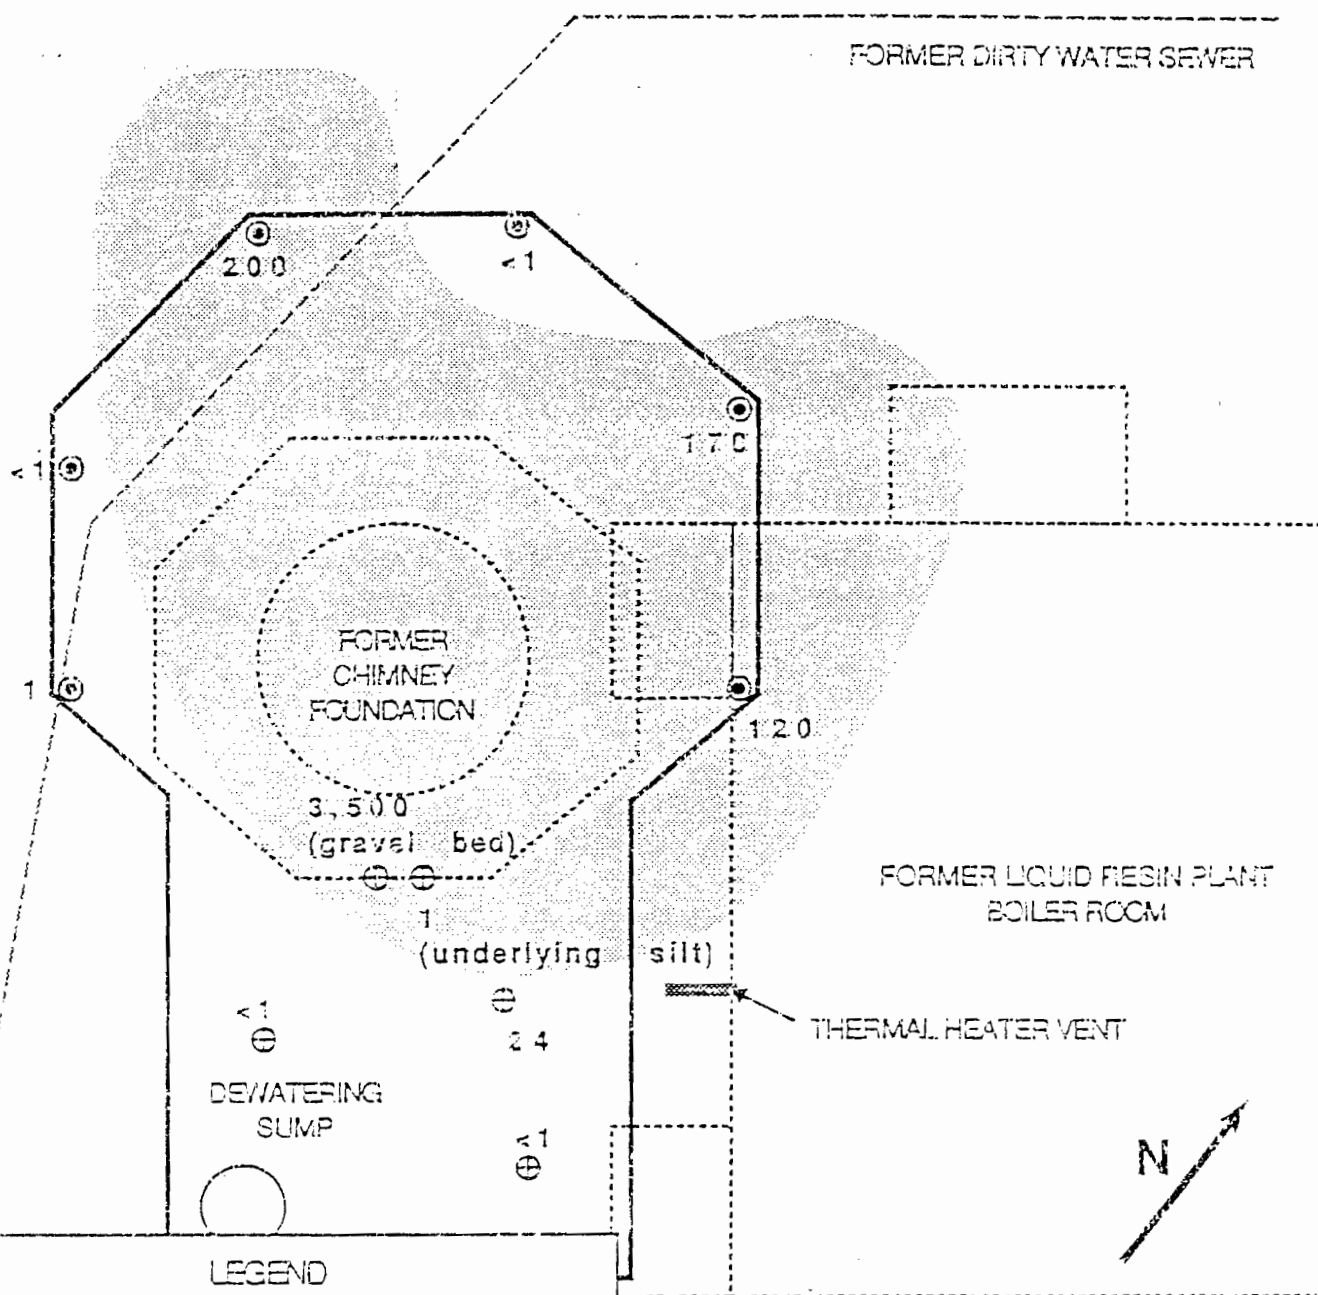 FORMER DIRTY WATER SEWER
200
<1
170
<1
FORMER
CHIMNEY
FOUNDATION
1
120
3,500
(gravel bed)
FORMER LIQUID RESIN PLANT
BOILER ROOM
1
(underlying silt)
<1
24
THERMAL HEATER VENT
DEWATERING
SUMP
<1
N
LEGEND